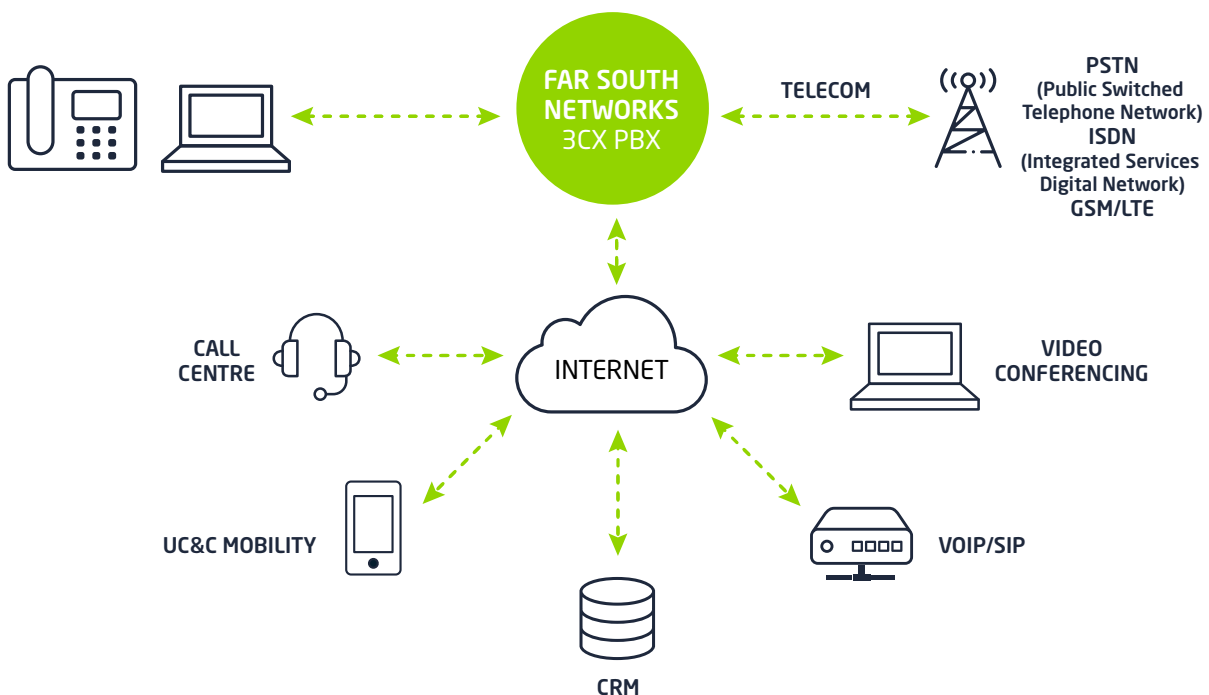 FAR SOUTH
NETWORKS
3CX PBX
TELECOM
PSTN
(Public Switched
Telephone Network)
ISDN
(Integrated Services
Digital Network)
GSM/LTE
CALL
CENTRE
INTERNET
VIDEO
CONFERENCING
UC&C MOBILITY
VOIP/SIP
CRM